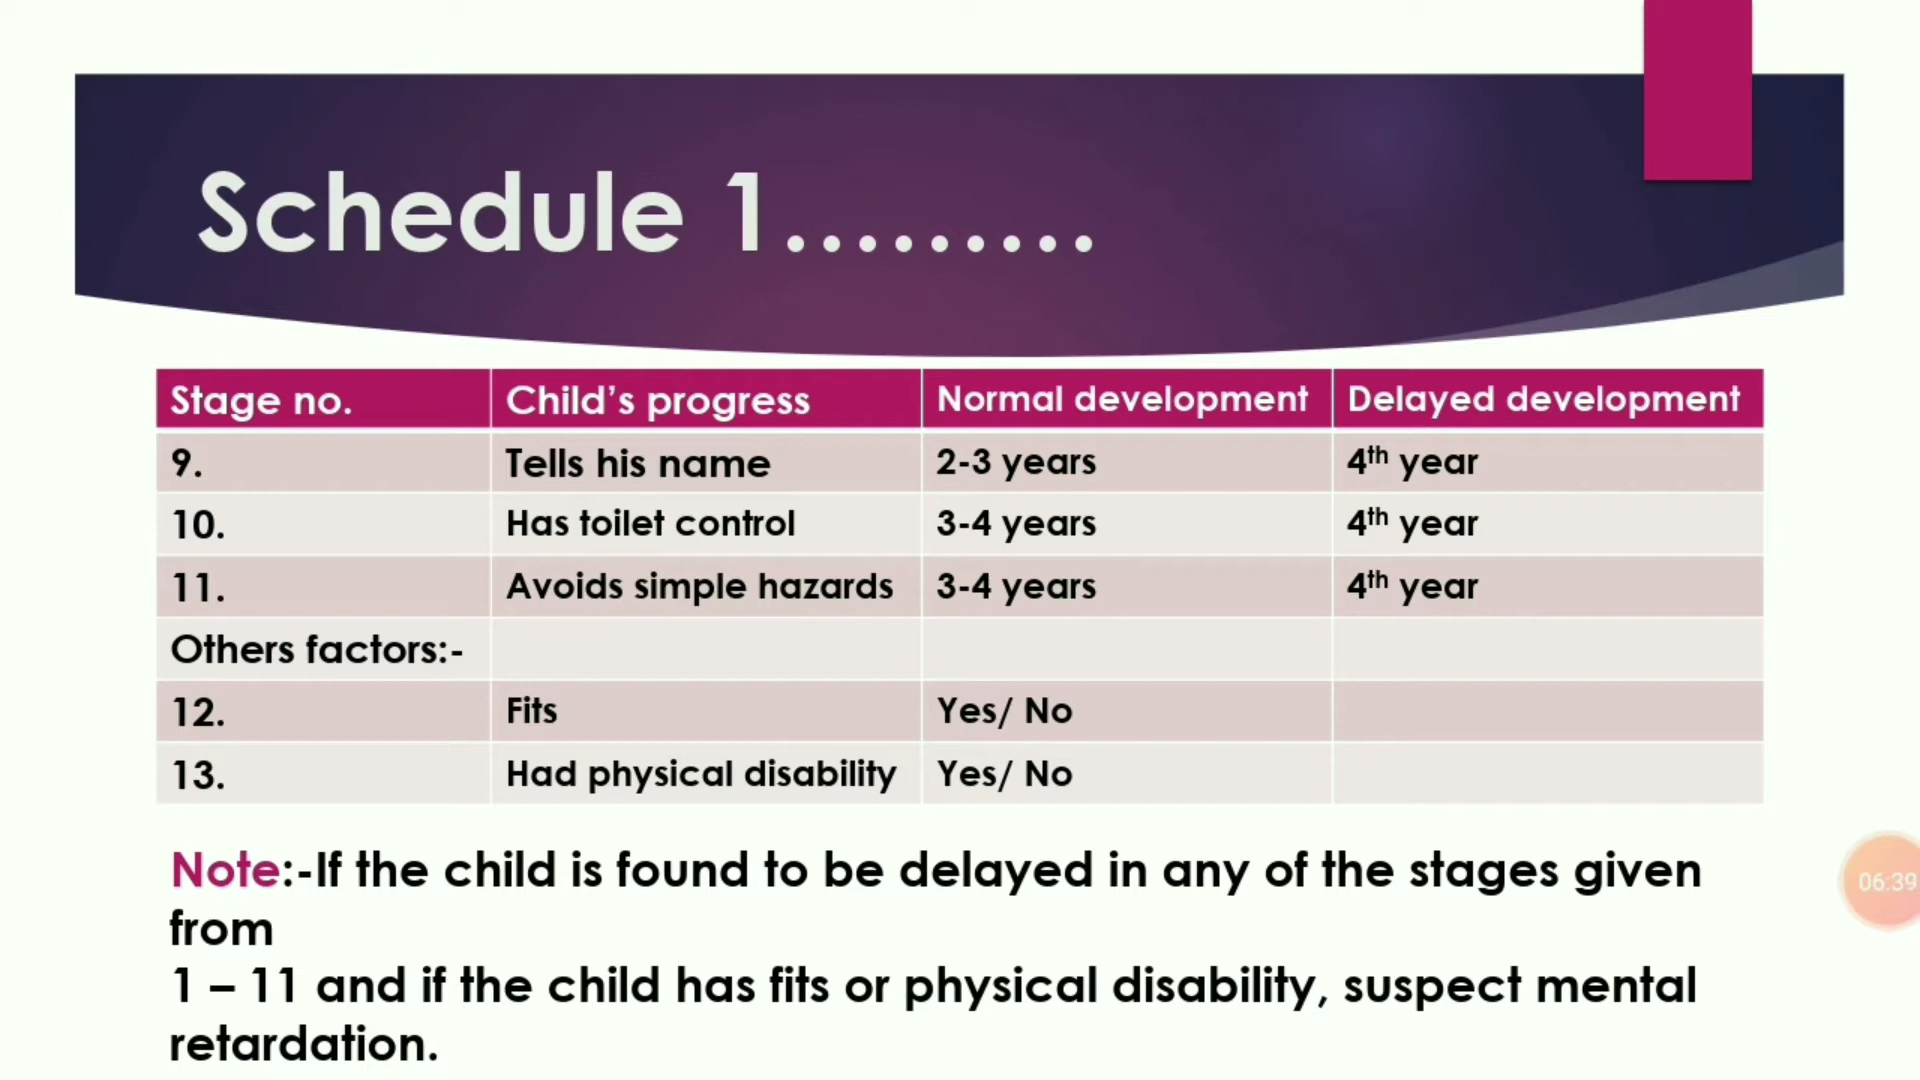 Schedule 1.........
Stage no. Child's progress Normal development Delayed development
9. Tells his name 2-3 years 4th year
10. Has toilet control 3-4 years 4th year
11. Avoids simple hazards 3-4 years 4th year
Others factors:-
12. Fits Yes/ No
13. Had physical disability Yes/ No
Note:-If the child is found to be delayed in any of the stages given
from
1 – 11 and if the child has fits or physical disability, suspect mental
retardation.
06:39